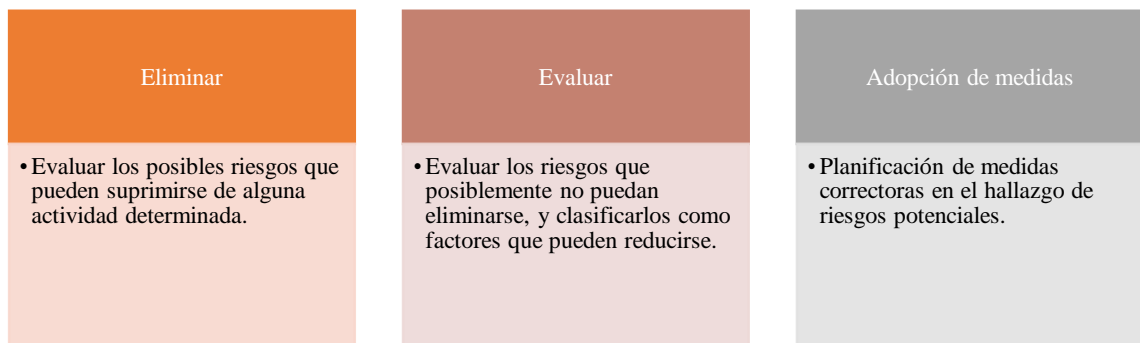 Eliminar
• Evaluar los posibles riesgos que
pueden suprimirse de alguna
actividad determinada.
Evaluar
• Evaluar los riesgos que
posiblemente no puedan
eliminarse, y clasificarlos como
factores que pueden reducirse.
Adopción de medidas
• Planificación de medidas
correctoras en el hallazgo de
riesgos potenciales.